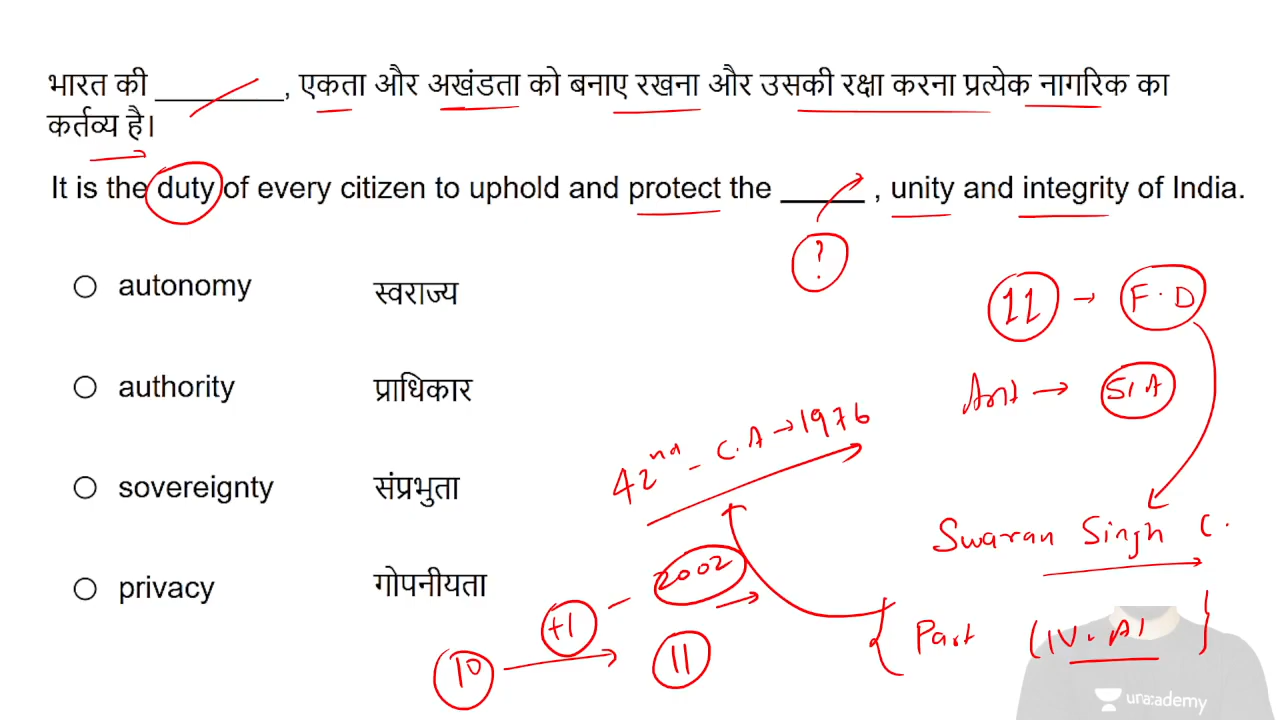 भारत की ________, एकता और अखंडता को बनाए रखना और उसकी रक्षा करना प्रत्येक नागरिक का
कर्तव्य है।
It is the duty of every citizen to uphold and protect the _____ , unity and integrity of India.
?
autonomy स्वराज्य
11 → F.D
authority प्राधिकार
Art → 51A
42nd - C.A → 1976
sovereignty संप्रभुता
Swaran Singh C.
privacy गोपनीयता
+1 - 2002
10 → 11
{ Part (IV-A) }
unacademy